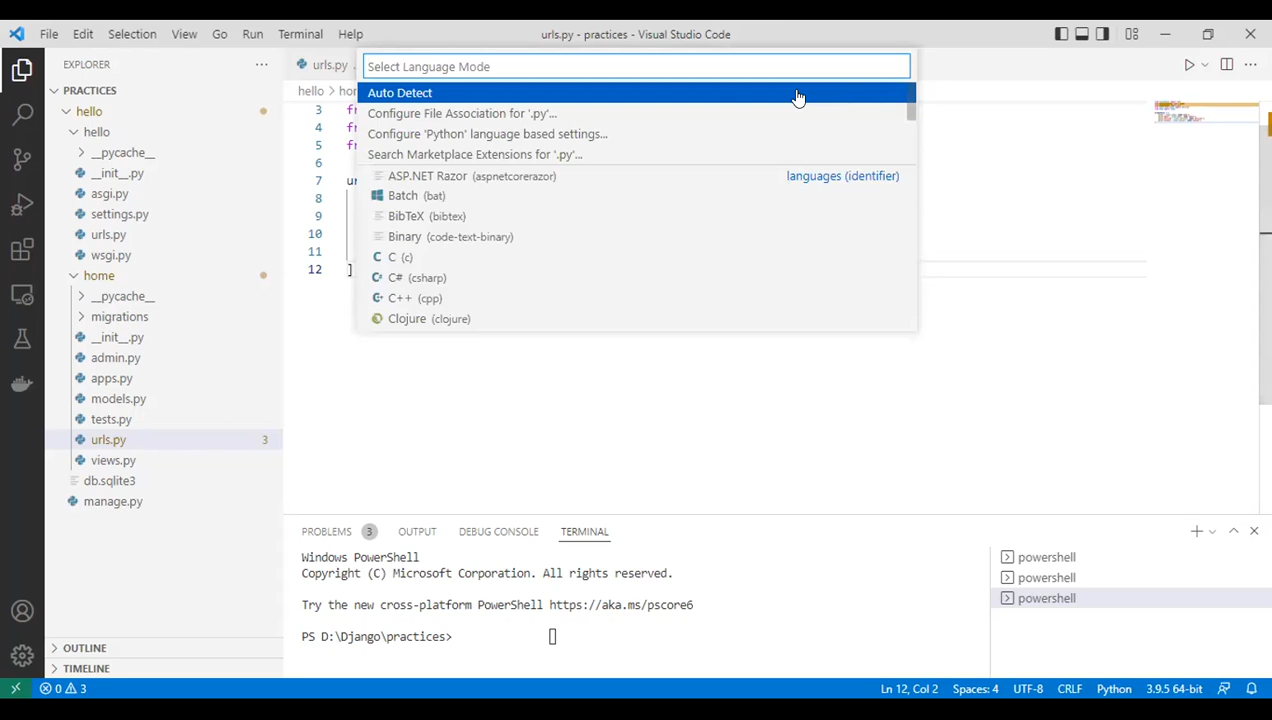 File Edit Selection View Go Run Terminal Help
urls.py - practices - Visual Studio Code
EXPLORER
PRACTICES
hello
hello
__pycache__
__init__.py
asgi.py
settings.py
urls.py
wsgi.py
home
__pycache__
migrations
__init__.py
admin.py
apps.py
models.py
tests.py
urls.py 3
views.py
db.sqlite3
manage.py
OUTLINE
TIMELINE
urls.py
hello
3
4
5
6
7
8
9
10
11
12 ]
Select Language Mode
Auto Detect
Configure File Association for '.py'...
Configure 'Python' language based settings...
Search Marketplace Extensions for '.py'...
ASP.NET Razor (aspnetcorerazor) languages (identifier)
Batch (bat)
BibTeX (bibtex)
Binary (code-text-binary)
C (c)
C# (csharp)
C++ (cpp)
Clojure (clojure)
PROBLEMS 3 OUTPUT DEBUG CONSOLE TERMINAL
Windows PowerShell
Copyright (C) Microsoft Corporation. All rights reserved.
Try the new cross-platform PowerShell https://aka.ms/pscore6
PS D:\Django\practices>
powershell
powershell
powershell
0 3 Ln 12, Col 2 Spaces: 4 UTF-8 CRLF Python 3.9.5 64-bit